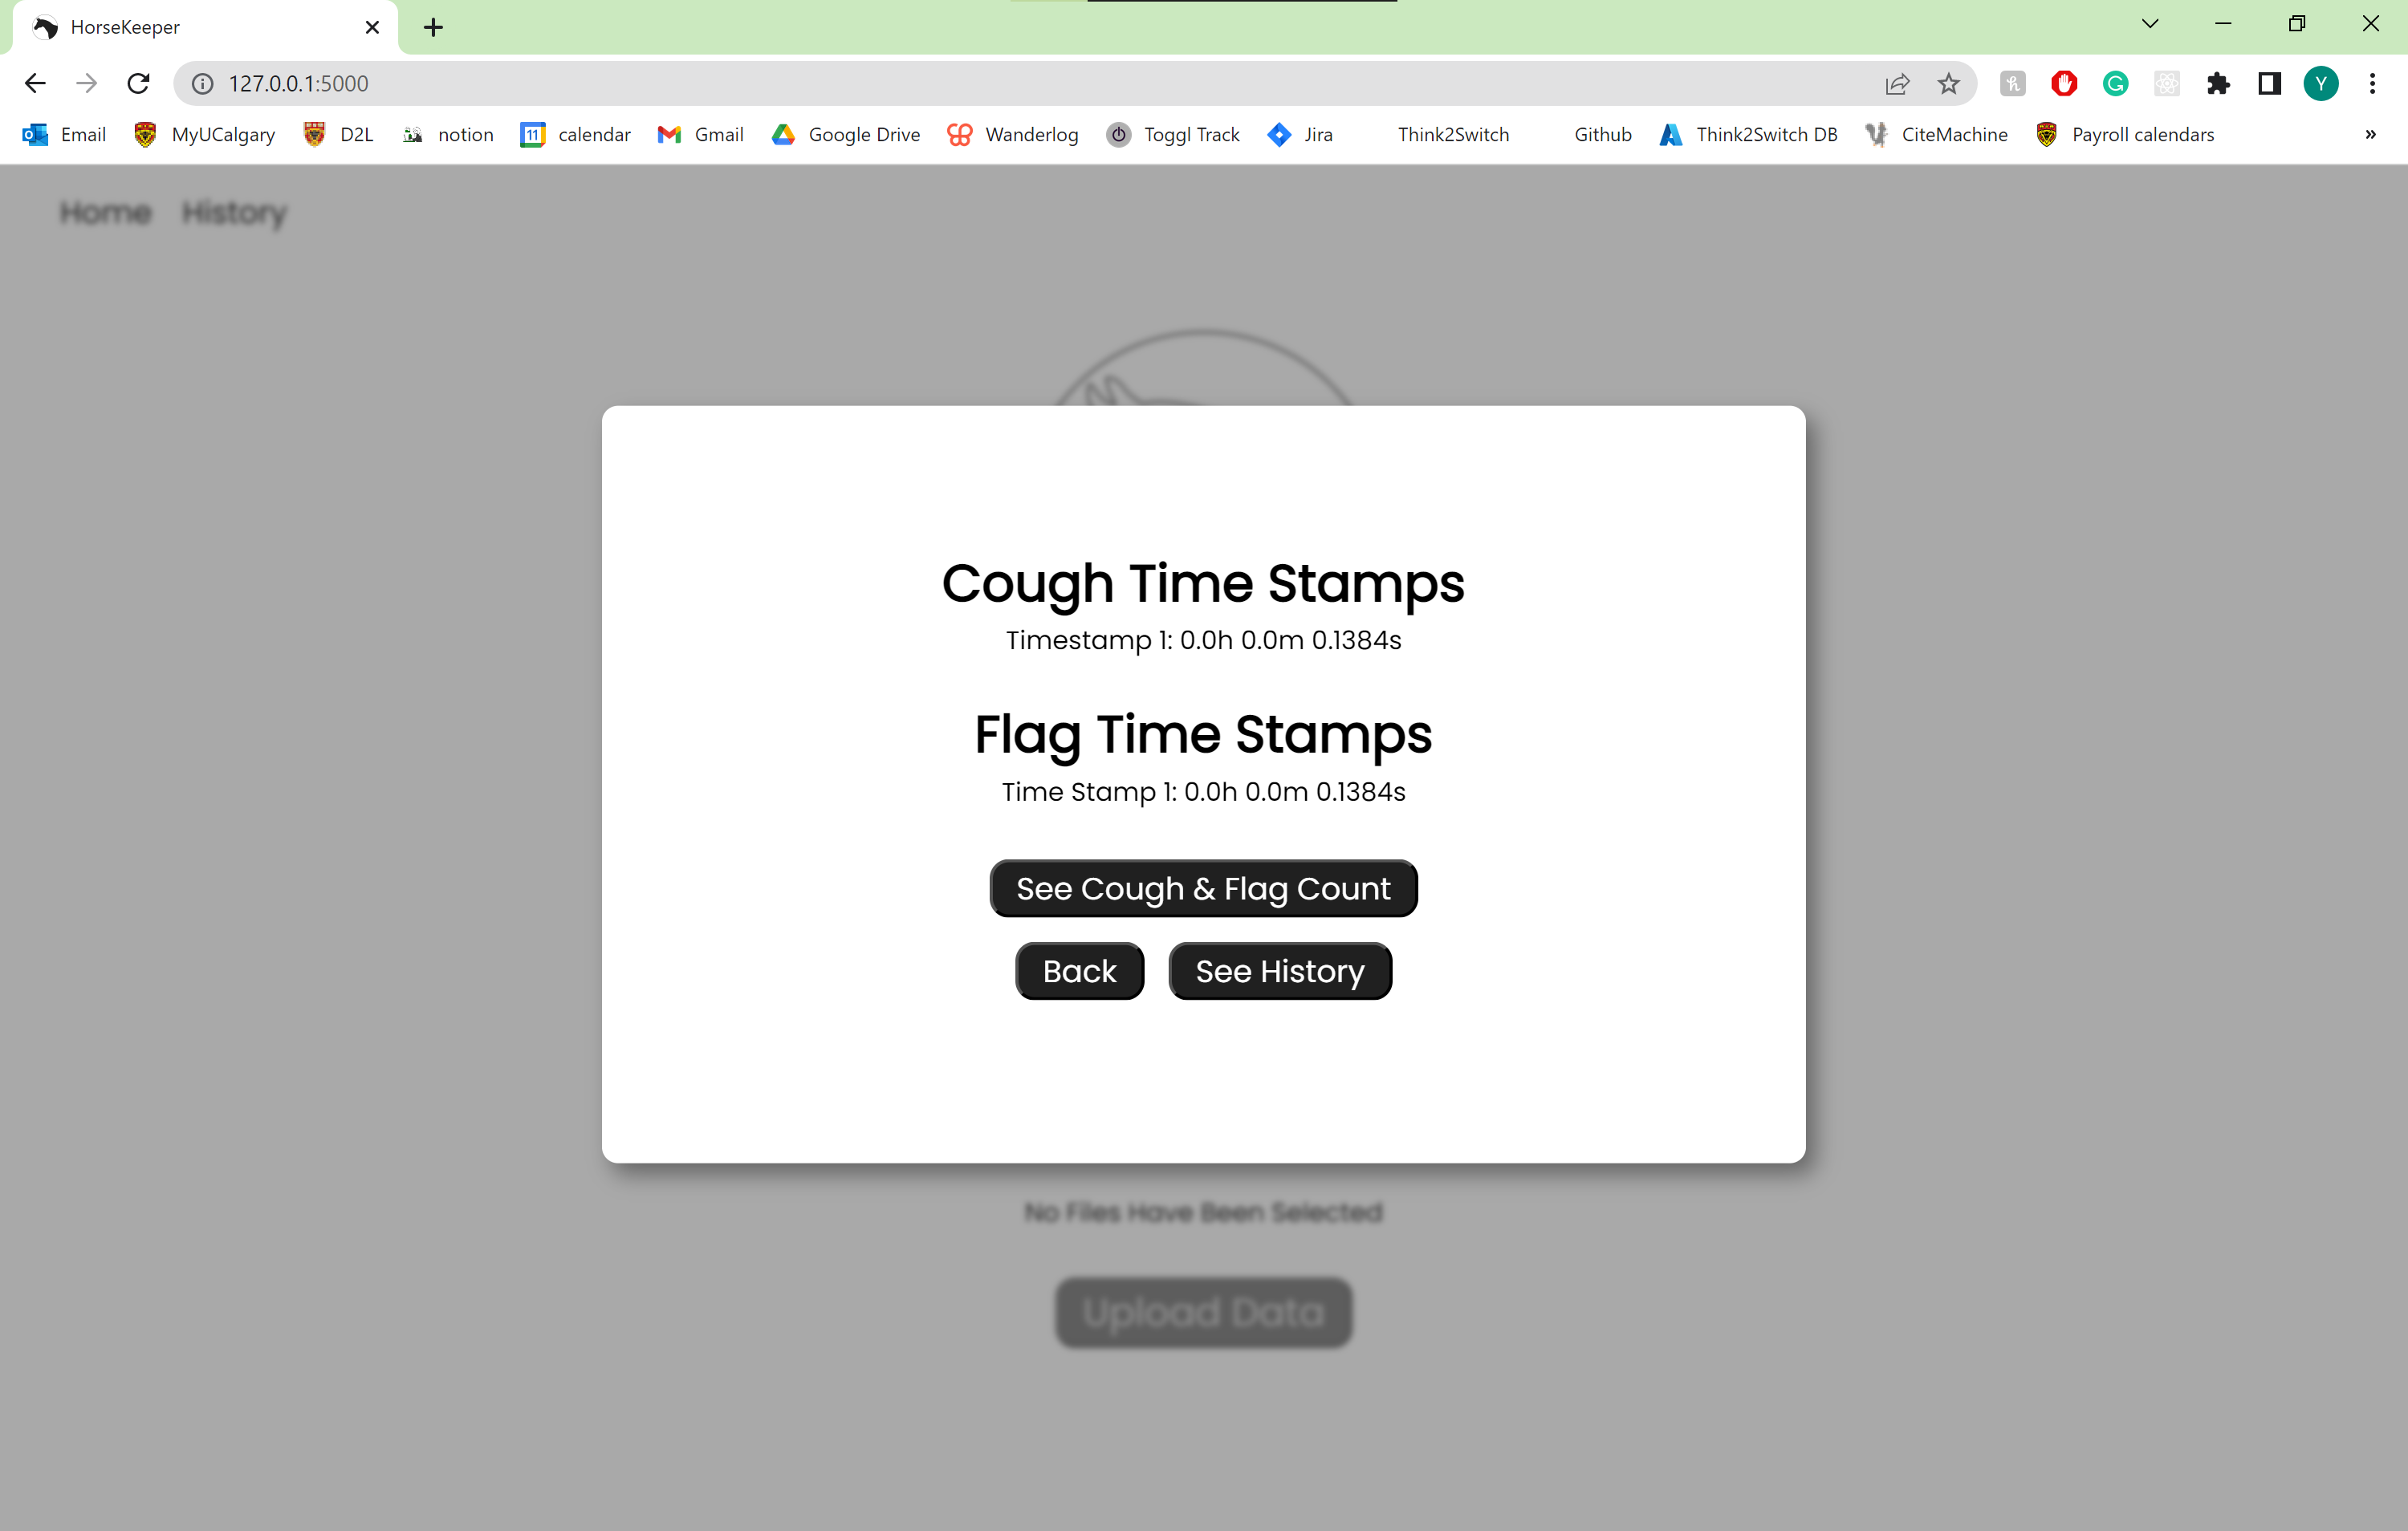 HorseKeeper
127.0.0.1:5000
Email MyUCalgary D2L notion 11 calendar Gmail Google Drive Wanderlog Toggl Track Jira Think2Switch Github Think2Switch DB CiteMachine Payroll calendars »
Y
Home History
Cough Time Stamps
Timestamp 1: 0.0h 0.0m 0.1384s
Flag Time Stamps
Time Stamp 1: 0.0h 0.0m 0.1384s
See Cough & Flag Count
Back See History
No Files Have Been Selected
Upload Data